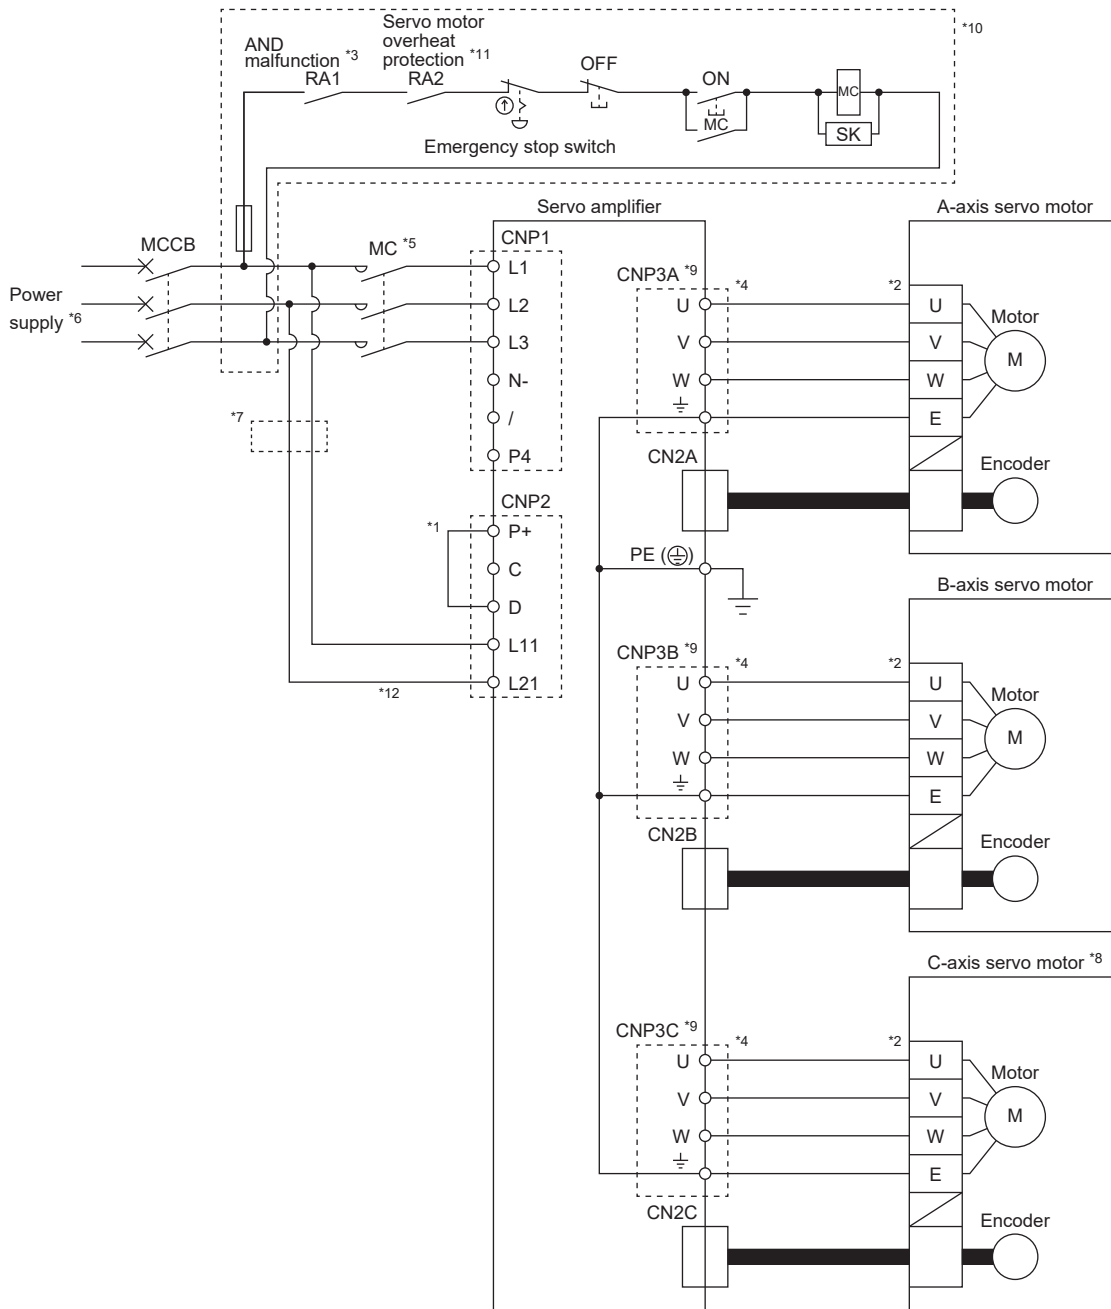 *10
AND
malfunction *3
RA1
Servo motor
overheat
protection *11
RA2
OFF
ON
MC
MC
SK
Emergency stop switch
MCCB
MC *5
Power
supply *6
*7
Servo amplifier
CNP1
L1
L2
L3
N-
/
P4
CNP2
*1
P+
C
D
L11
L21
*12
CNP3A *9
*4
U
V
W
CN2A
PE ( )
A-axis servo motor
*2
U
V
W
E
Motor
M
Encoder
CNP3B *9
*4
U
V
W
CN2B
B-axis servo motor
*2
U
V
W
E
Motor
M
Encoder
CNP3C *9
*4
U
V
W
CN2C
C-axis servo motor *8
*2
U
V
W
E
Motor
M
Encoder